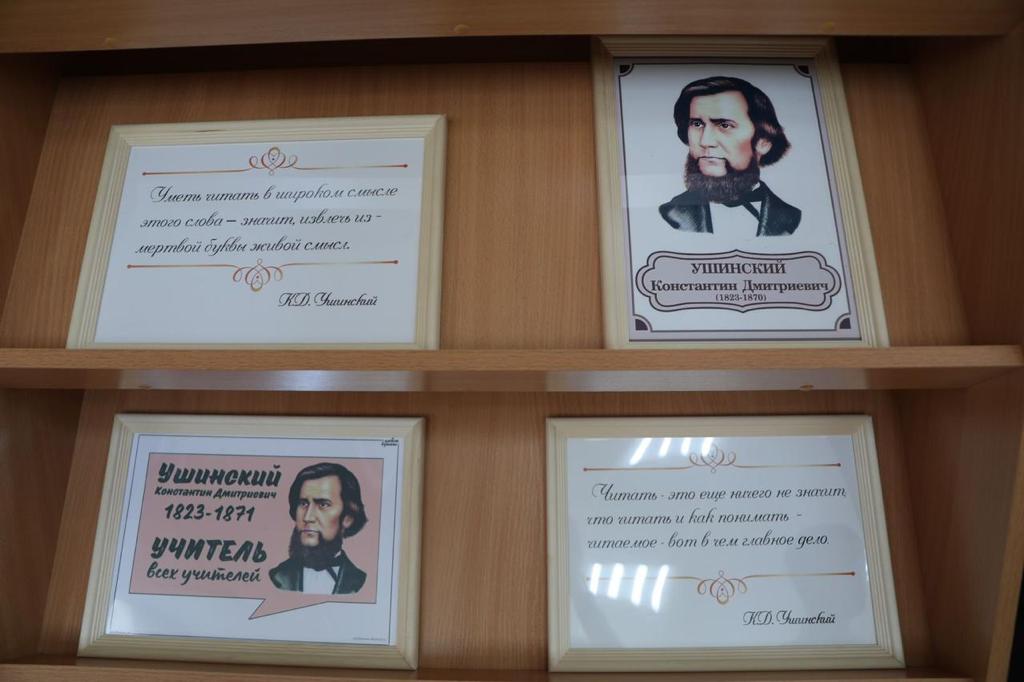 Уметь читать в широком смысле
этого слова – значит, извлечь из -
мертвой буквы живой смысл.
К.Д. Ушинский
УШИНСКИЙ
Константин Дмитриевич
(1823-1870)
Ушинский
Константин Дмитриевич
1823-1871
УЧИТЕЛЬ
всех учителей
Читать - это еще ничего не значит,
что читать и как понимать -
читаемое - вот в чем главное дело.
К.Д. Ушинский